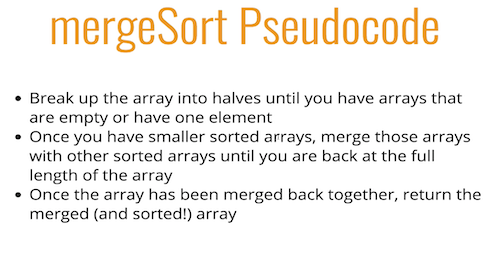 mergeSort Pseudocode
• Break up the array into halves until you have arrays that
are empty or have one element
• Once you have smaller sorted arrays, merge those arrays
with other sorted arrays until you are back at the full
length of the array
• Once the array has been merged back together, return the
merged (and sorted!) array